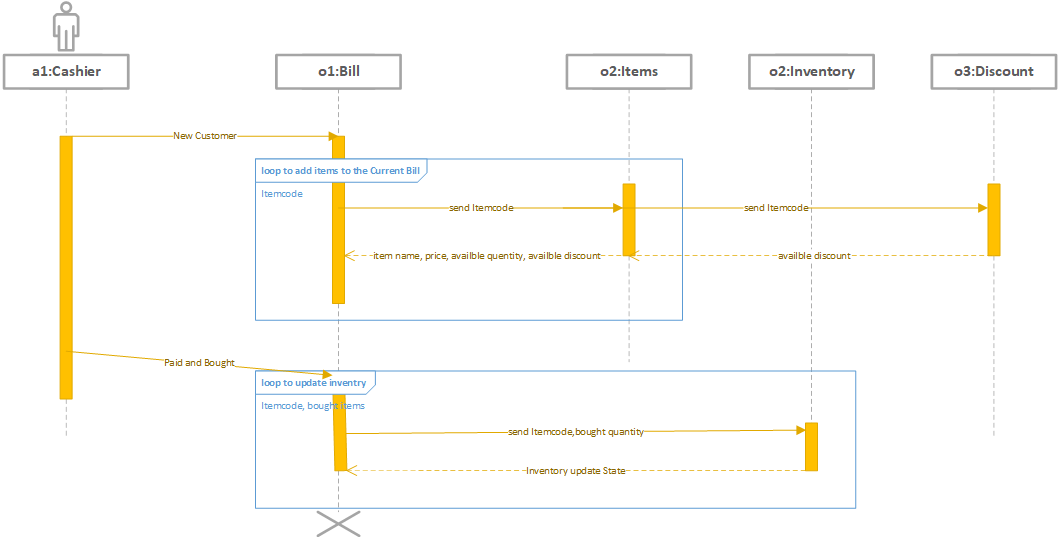 a1:Cashier
o1:Bill
o2:Items
o2:Inventory
o3:Discount
New Customer
loop to add items to the Current Bill
Itemcode
send Itemcode
send Itemcode
item name, price, availble quentity, availble discount
availble discount
Paid and Bought
loop to update inventry
Itemcode, bought items
send Itemcode,bought quantity
Inventory update State